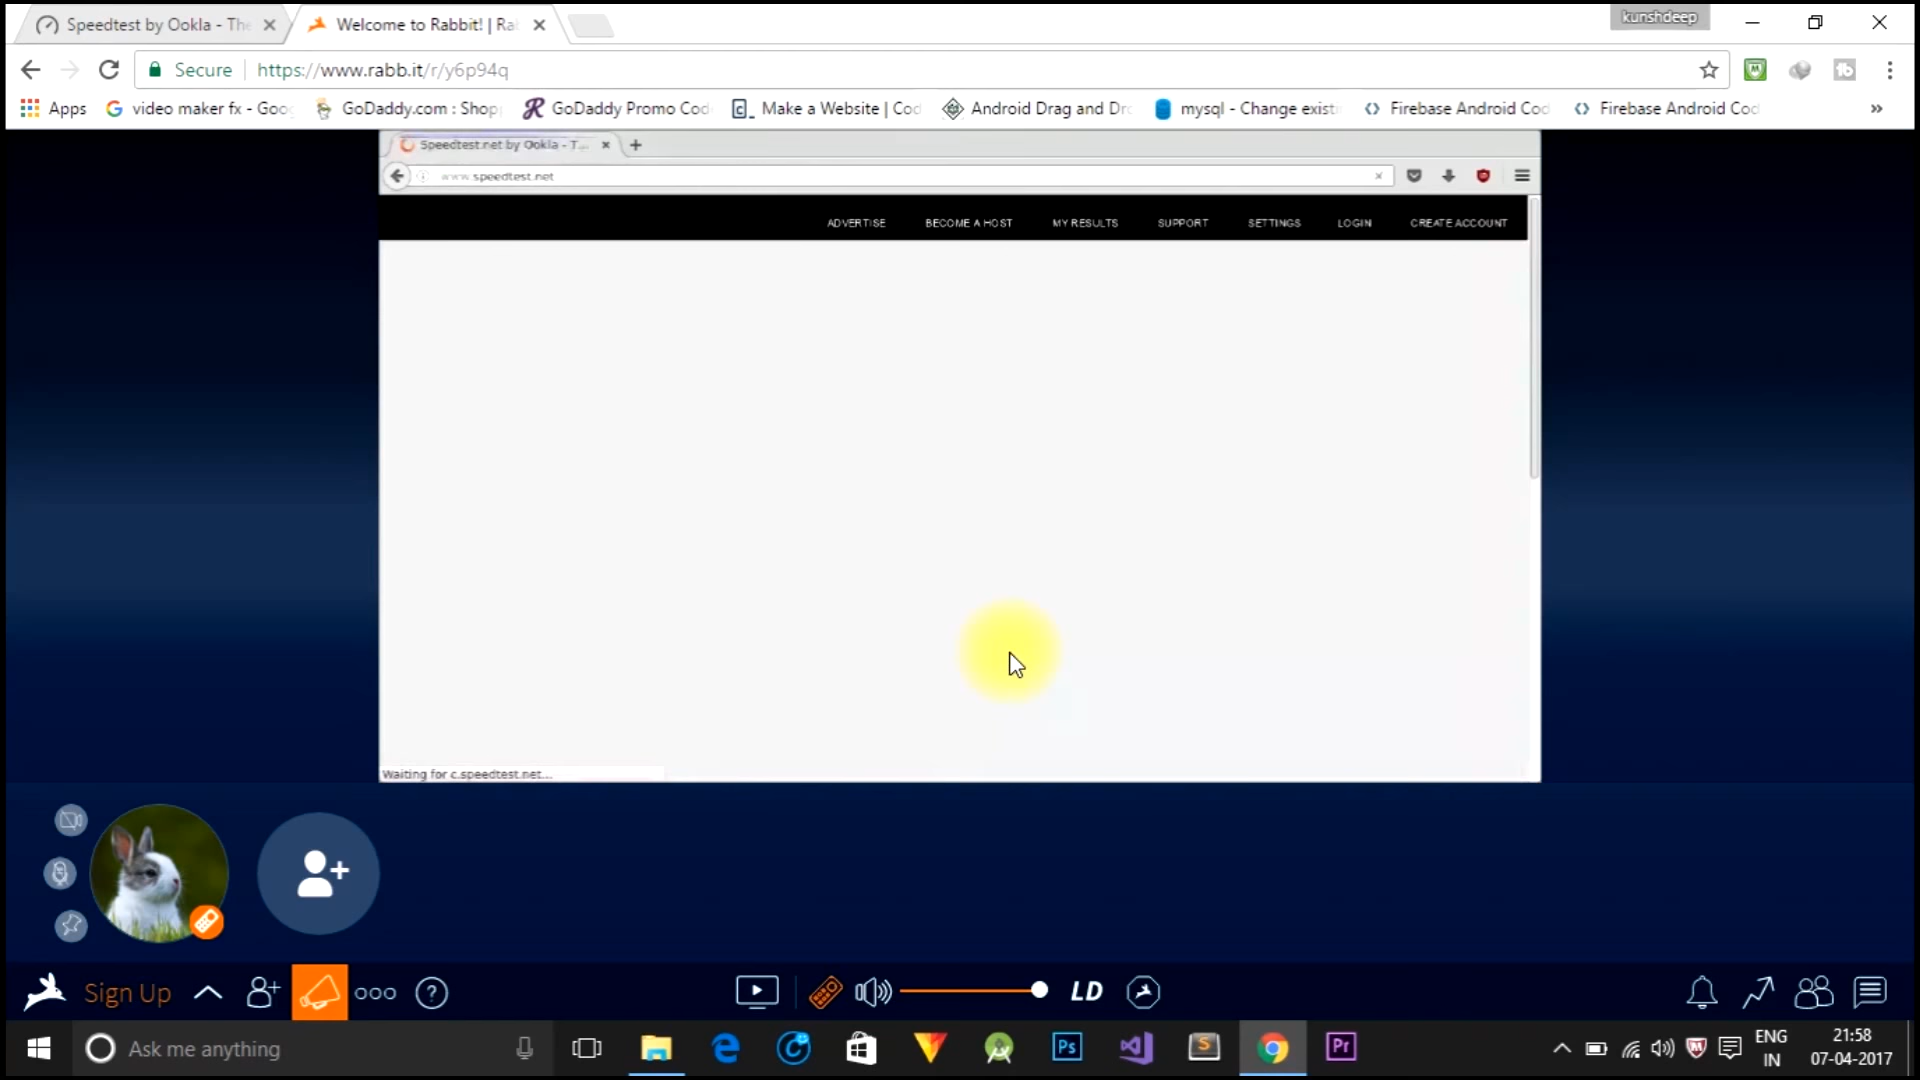 Speedtest by Ookla - The
Welcome to Rabbit! | Ra
kunshdeep
Secure
https://www.rabb.it/r/y6p94q
Apps
video maker fx - Goo
GoDaddy.com : Shop
GoDaddy Promo Cod
Make a Website | Cod
Android Drag and Dr
mysql - Change existi
Firebase Android Cod
Firebase Android Cod
»
Speedtest.net by Ookla - T...
www.speedtest.net
ADVERTISE
BECOME A HOST
MY RESULTS
SUPPORT
SETTINGS
LOGIN
CREATE ACCOUNT
Waiting for c.speedtest.net...
Sign Up
LD
Ask me anything
Ps
Pr
ENG
IN
21:58
07-04-2017